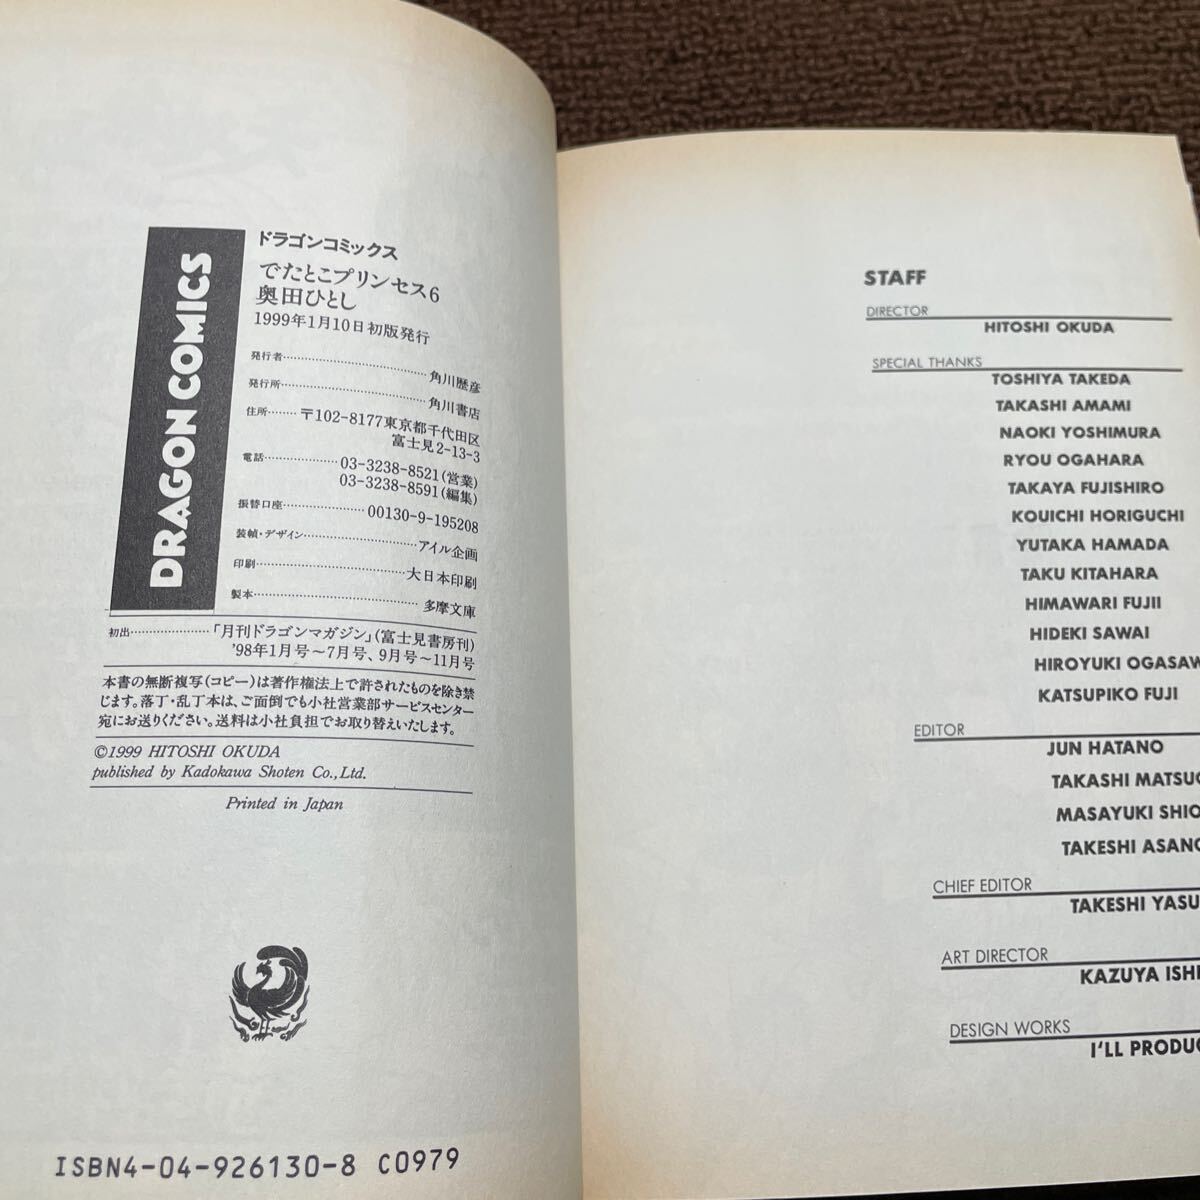 DRAGON COMICS
ドラゴンコミックス
でたとこプリンセス6
奥田ひとし
1999年1月10日初版発行
発行者……………………角川歴彦
発行所……………………角川書店
住所………〒102-8177東京都千代田区
富士見2-13-3
電話…………………03-3238-8521(営業)
03-3238-8591(編集)
振替口座…………………00130-9-195208
装幀・デザイン…………………アイル企画
印刷……………………大日本印刷
製本……………………多摩文庫
初出…………………「月刊ドラゴンマガジン」(富士見書房刊)
'98年1月号〜7月号、9月号〜11月号
本書の無断複写(コピー)は著作権法上で許されたものを除き禁
じます。落丁・乱丁本は、ご面倒でも小社営業部サービスセンター
宛にお送りください。送料は小社負担でお取り替えいたします。
©1999 HITOSHI OKUDA
published by Kadokawa Shoten Co.,Ltd.
Printed in Japan
ISBN4-04-926130-8 C0979
STAFF
DIRECTOR
HITOSHI OKUDA
SPECIAL THANKS
TOSHIYA TAKEDA
TAKASHI AMAMI
NAOKI YOSHIMURA
RYOU OGAHARA
TAKAYA FUJISHIRO
KOUICHI HORIGUCHI
YUTAKA HAMADA
TAKU KITAHARA
HIMAWARI FUJII
HIDEKI SAWAI
HIROYUKI OGASAW
KATSUPIKO FUJI
EDITOR
JUN HATANO
TAKASHI MATSUO
MASAYUKI SHIO
TAKESHI ASANO
CHIEF EDITOR
TAKESHI YASU
ART DIRECTOR
KAZUYA ISHI
DESIGN WORKS
I'LL PRODUC